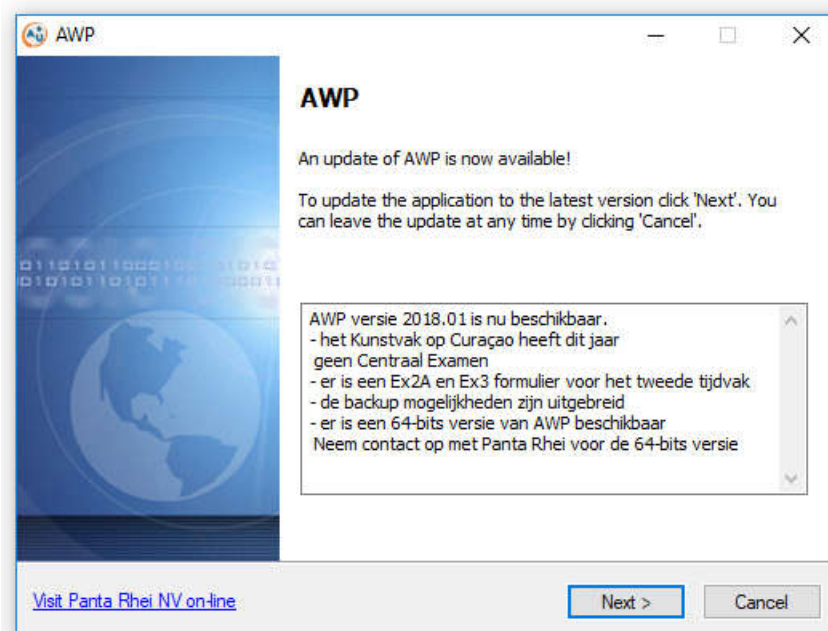 AWP
AWP
An update of AWP is now available!
To update the application to the latest version click 'Next'. You
can leave the update at any time by clicking 'Cancel'.
AWP versie 2018.01 is nu beschikbaar.
- het Kunstvak op Curaçao heeft dit jaar
geen Centraal Examen
- er is een Ex2A en Ex3 formulier voor het tweede tijdvak
- de backup mogelijkheden zijn uitgebreid
- er is een 64-bits versie van AWP beschikbaar
Neem contact op met Panta Rhei voor de 64-bits versie
Visit Panta Rhei NV on-line
Next >
Cancel